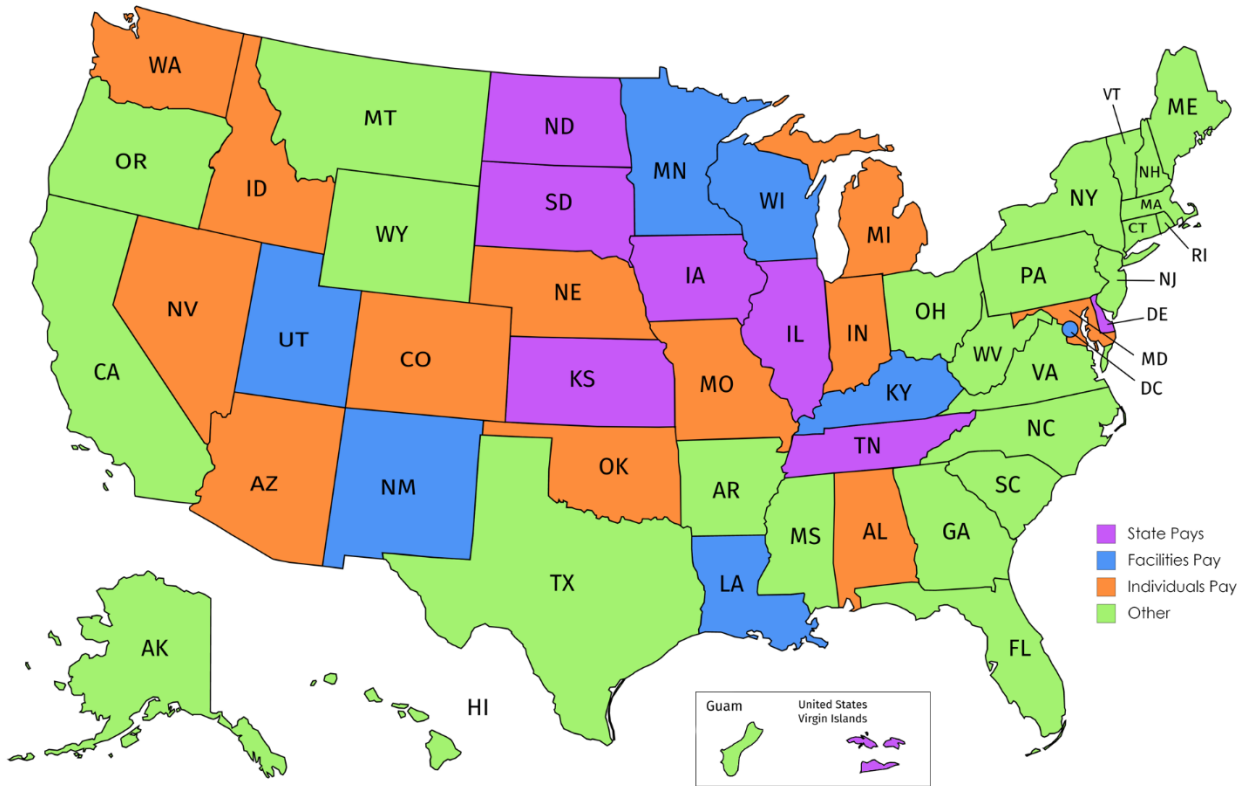 WA
MT
ND
MN
VT
ME
OR
ID
SD
WI
NH
NY
MA
WY
MI
CT
RI
IA
PA
NE
NJ
NV
OH
UT
IL
IN
DE
CO
WV
MD
CA
KS
MO
VA
KY
DC
NC
TN
AZ
OK
NM
AR
SC
MS
AL
GA
State Pays
Facilities Pay
TX
LA
Individuals Pay
Other
AK
FL
HI
Guam
United States
Virgin Islands